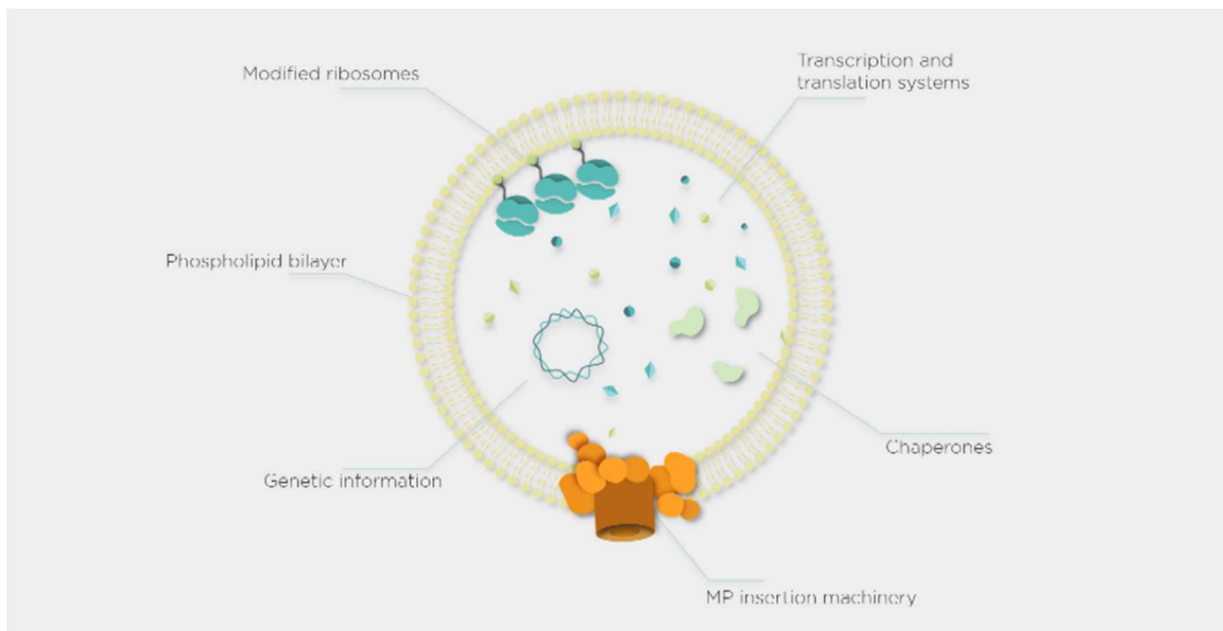 Modified ribosomes
Transcription and
translation systems
Phospholipid bilayer
Chaperones
Genetic information
MP insertion machinery